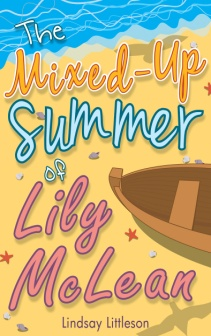 The
Mixed-Up
Summer
of
Lily
McLean
Lindsay Littleson